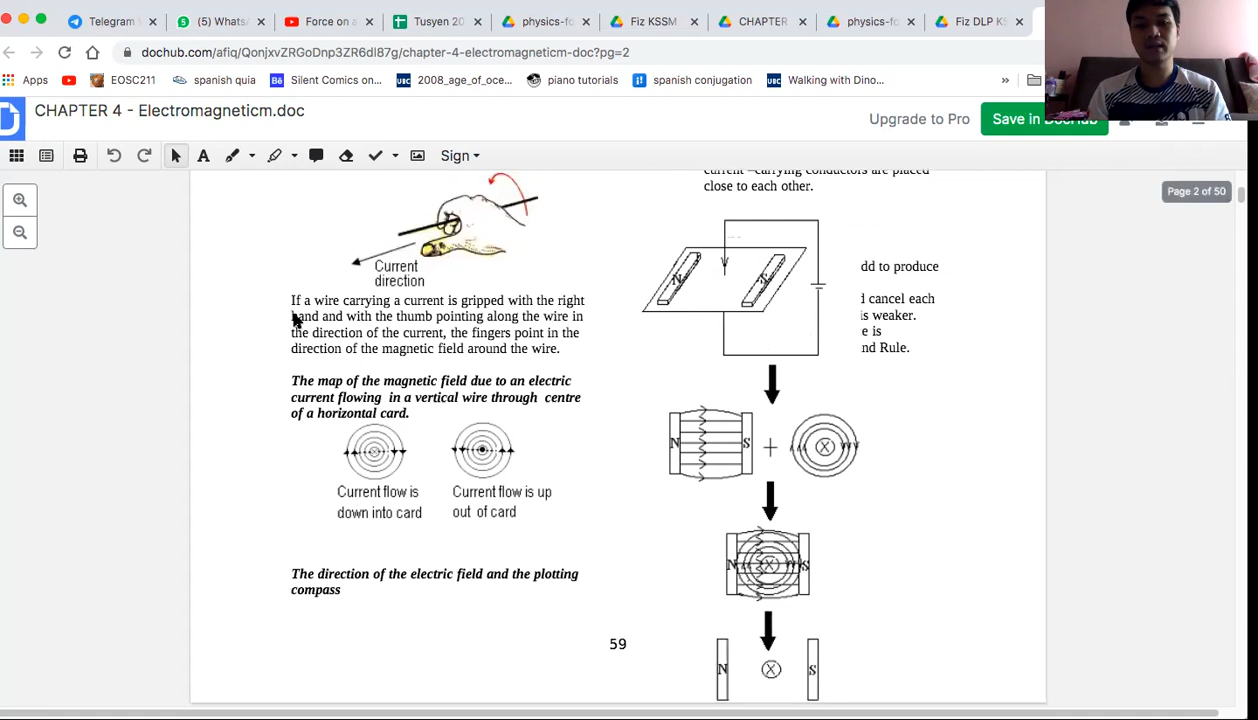 Telegram
(5) Whats
Force on a
Tusyen 20
physics-fo
Fiz KSSM
CHAPTER
physics-fo
Fiz DLP KS
dochub.com/afiq/QonjxvZRGoDnp3ZR6dl87g/chapter-4-electromagneticm-doc?pg=2
Apps
EOSC211
spanish quia
Bē Silent Comics on...
UBC 2008_age_of_oce...
piano tutorials
UBC spanish conjugation
UBC Walking with Dino...
»
CHAPTER 4 - Electromagneticm.doc
Upgrade to Pro
Save in DocHub
A
Sign
Page 2 of 50
Current
direction
If a wire carrying a current is gripped with the right
hand and with the thumb pointing along the wire in
the direction of the current, the fingers point in the
direction of the magnetic field around the wire.
The map of the magnetic field due to an electric
current flowing in a vertical wire through centre
of a horizontal card.
Current flow is
down into card
Current flow is up
out of card
The direction of the electric field and the plotting
compass
59
current –carrying conductors are placed
close to each other.
N
S
dd to produce
d cancel each
is weaker.
e is
nd Rule.
N
S
+
X
N
X
S
N
X
S